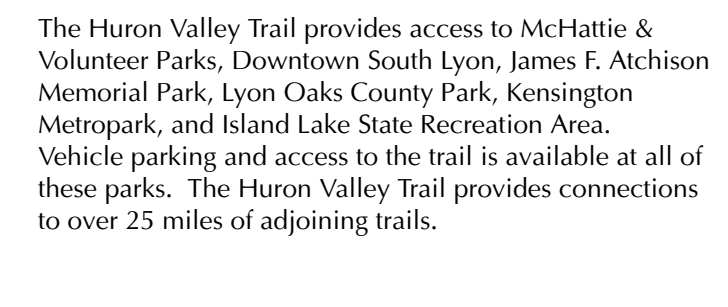 The Huron Valley Trail provides access to McHattie &
Volunteer Parks, Downtown South Lyon, James F. Atchison
Memorial Park, Lyon Oaks County Park, Kensington
Metropark, and Island Lake State Recreation Area.
Vehicle parking and access to the trail is available at all of
these parks.  The Huron Valley Trail provides connections
to over 25 miles of adjoining trails.